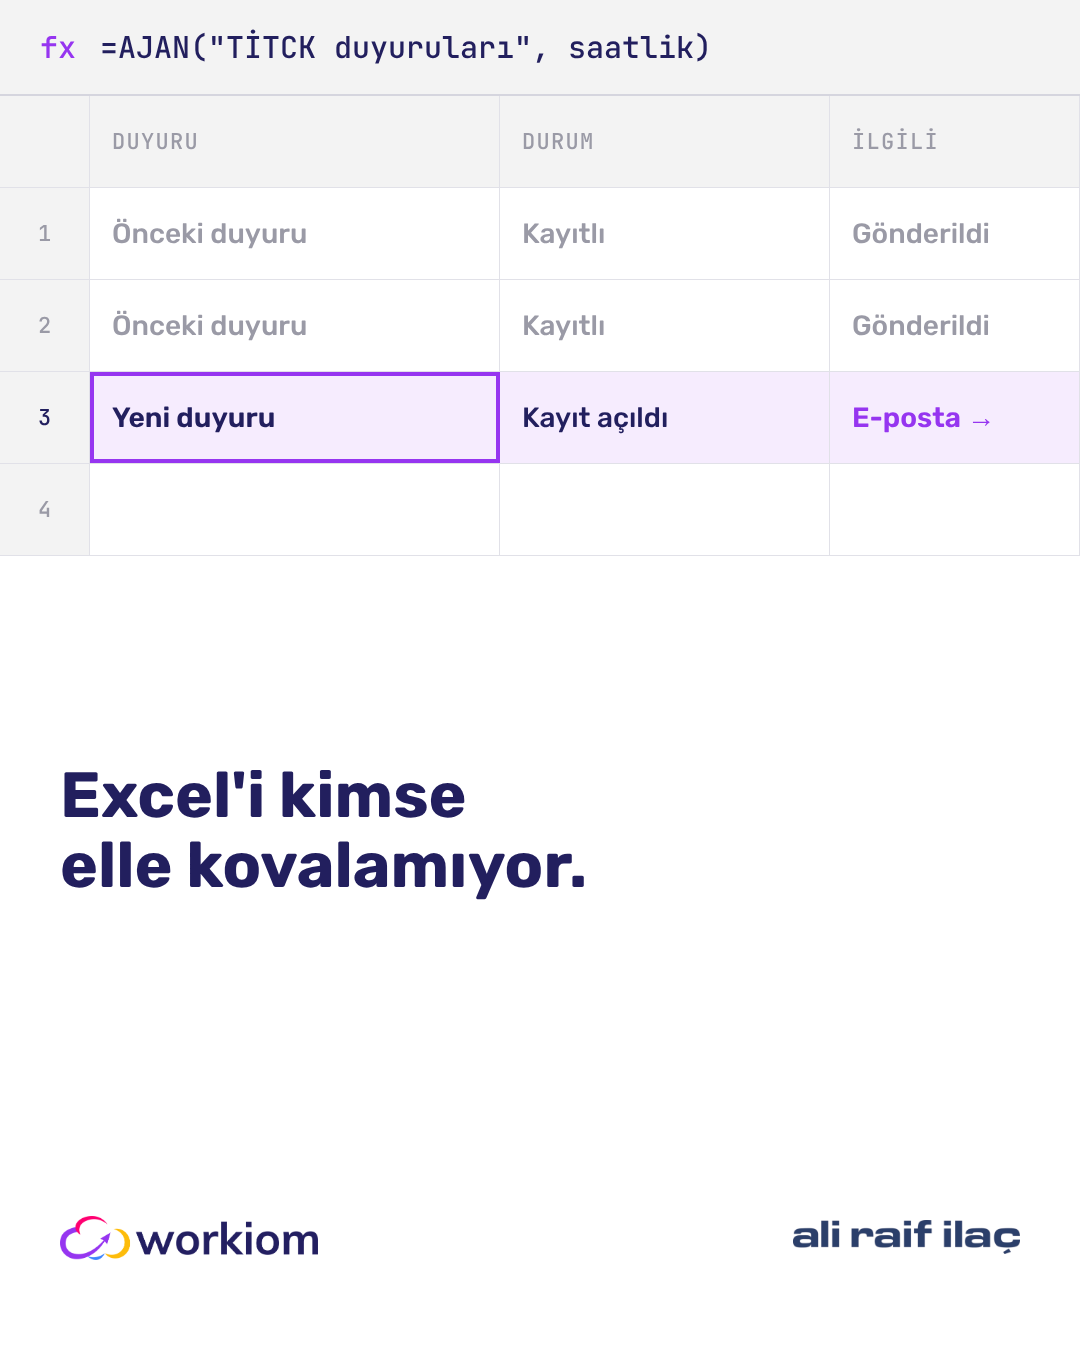 fx =AJAN("TİTCK duyuruları", saatlik)
DUYURU DURUM İLGİLİ
1 Önceki duyuru Kayıtlı Gönderildi
2 Önceki duyuru Kayıtlı Gönderildi
3 Yeni duyuru Kayıt açıldı E-posta →
4
Excel'i kimse
elle kovalamıyor.
workiom
ali raif ilaç